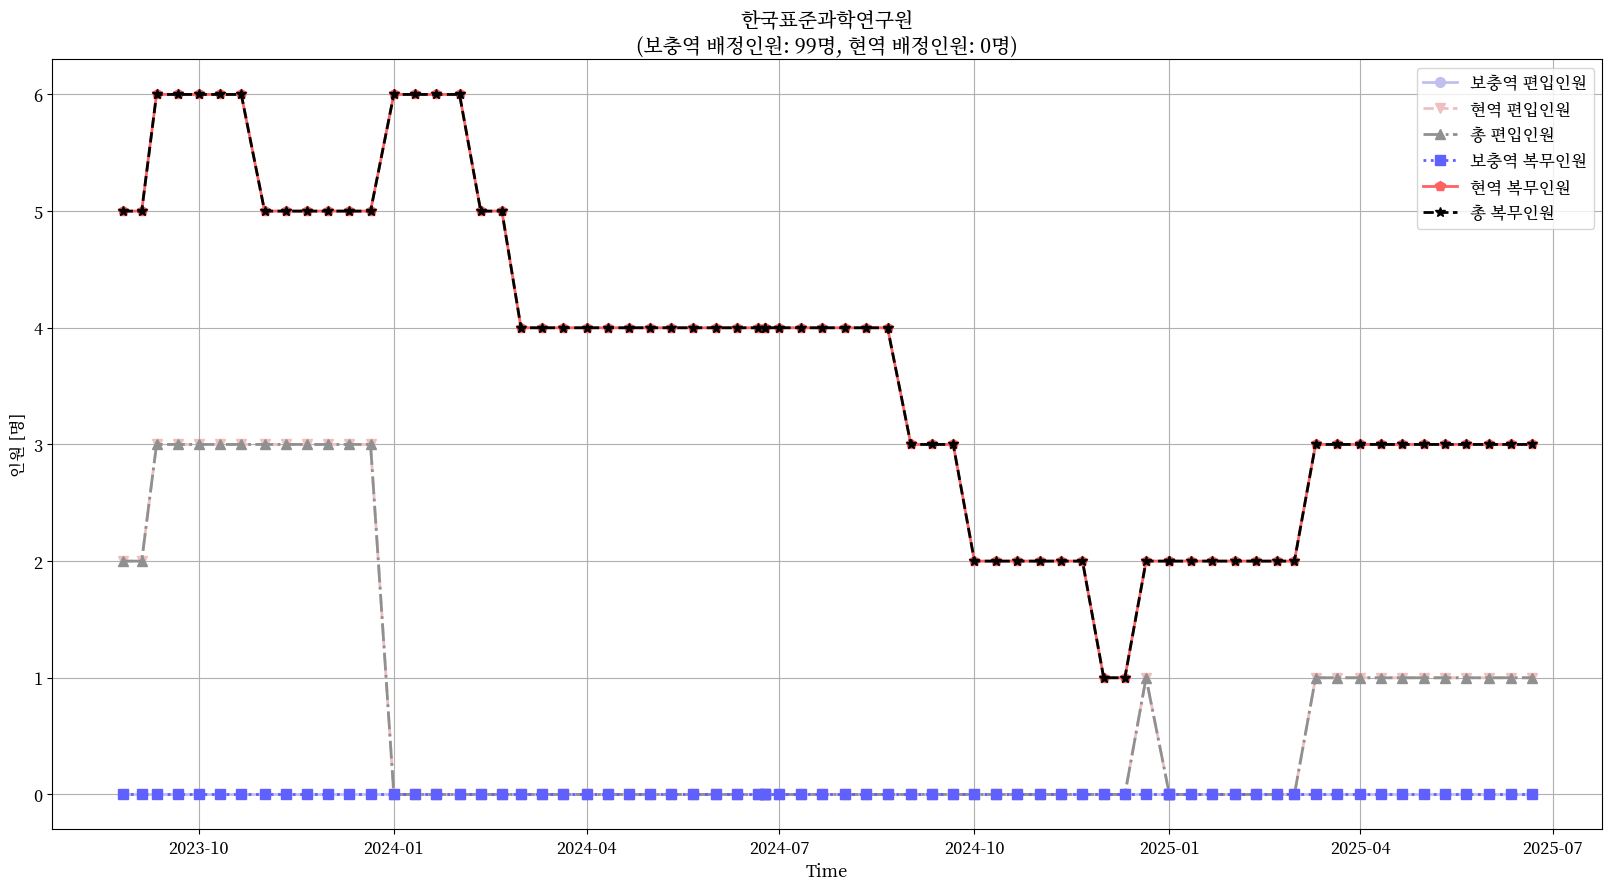 한국표준과학연구원
(보충역 배정인원: 99명, 현역 배정인원: 0명)
보충역 편입인원
현역 편입인원
총 편입인원
보충역 복무인원
현역 복무인원
총 복무인원
인원 [명]
6
5
4
3
2
1
0
2023-10
2024-01
2024-04
2024-07
2024-10
2025-01
2025-04
2025-07
Time